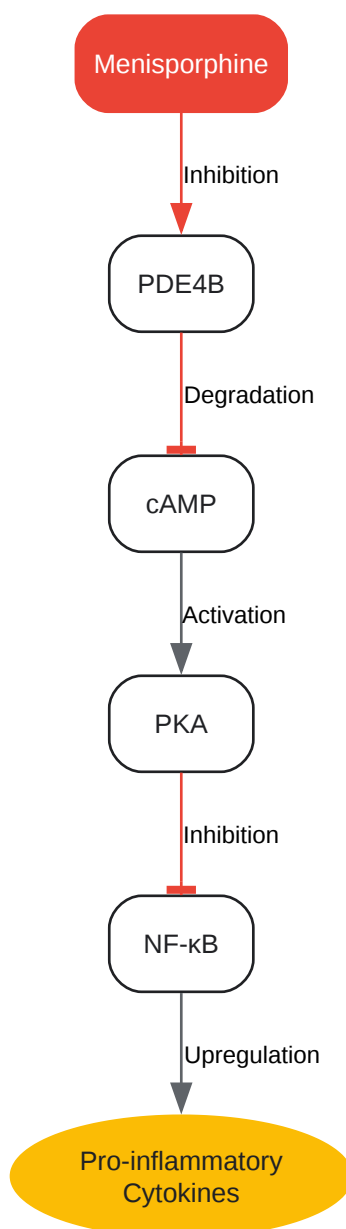 Menisporphine
Inhibition
PDE4B
Degradation
cAMP
Activation
PKA
Inhibition
NF-κB
Upregulation
Pro-inflammatory
Cytokines